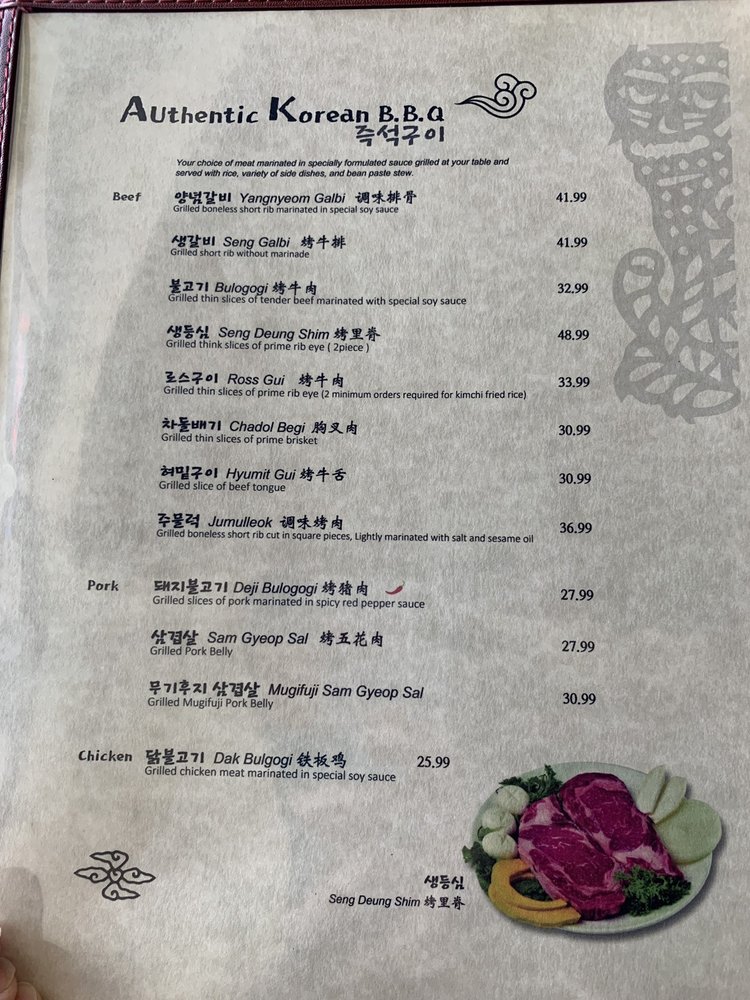 Authentic Korean B.B.Q
즉석구이
Your choice of meat marinated in specially formulated sauce grilled at your table and
served with rice, variety of side dishes, and bean paste stew.
Beef 양념갈비 Yangnyeom Galbi 调味排骨 41.99
Grilled boneless short rib marinated in special soy sauce
생갈비 Seng Galbi 烤牛排 41.99
Grilled short rib without marinade
불고기 Bulogogi 烤牛肉 32.99
Grilled thin slices of tender beef marinated with special soy sauce
생등심 Seng Deung Shim 烤里脊 48.99
Grilled think slices of prime rib eye ( 2piece )
로스구이 Ross Gui 烤牛肉 33.99
Grilled thin slices of prime rib eye (2 minimum orders required for kimchi fried rice)
차돌배기 Chadol Begi 胸叉肉 30.99
Grilled thin slices of prime brisket
혀밑구이 Hyumit Gui 烤牛舌 30.99
Grilled slice of beef tongue
주물럭 Jumulleok 调味烤肉 36.99
Grilled boneless short rib cut in square pieces, Lightly marinated with salt and sesame oil
Pork 돼지불고기 Deji Bulogogi 烤猪肉 27.99
Grilled slices of pork marinated in spicy red pepper sauce
삼겹살 Sam Gyeop Sal 烤五花肉 27.99
Grilled Pork Belly
무기후지 삼겹살 Mugifuji Sam Gyeop Sal 30.99
Grilled Mugifuji Pork Belly
Chicken 닭불고기 Dak Bulgogi 铁板鸡 25.99
Grilled chicken meat marinated in special soy sauce
생등심
Seng Deung Shim 烤里脊